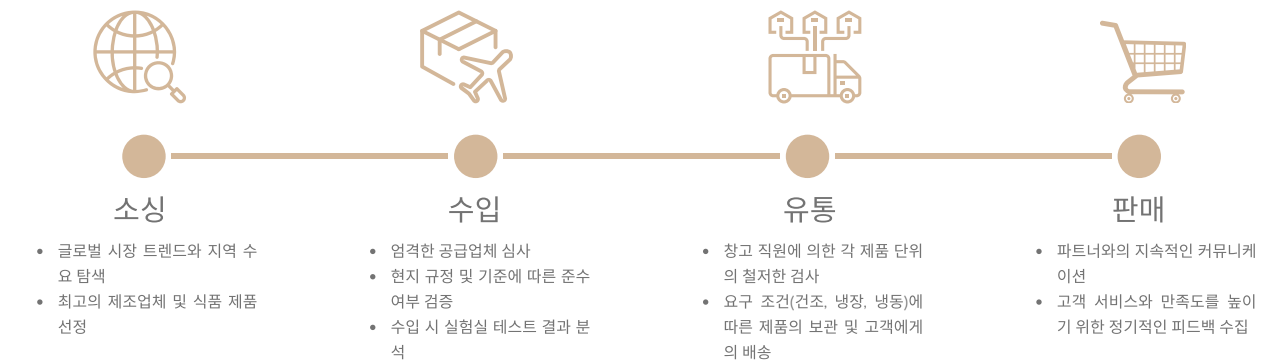 소싱
글로벌 시장 트렌드와 지역 수
요 탐색
최고의 제조업체 및 식품 제품
선정
수입
엄격한 공급업체 심사
현지 규정 및 기준에 따른 준수
여부 검증
수입 시 실험실 테스트 결과 분
석
유통
창고 직원에 의한 각 제품 단위
의 철저한 검사
요구 조건(건조, 냉장, 냉동)에
따른 제품의 보관 및 고객에게
의 배송
판매
파트너와의 지속적인 커뮤니케
이션
고객 서비스와 만족도를 높이
기 위한 정기적인 피드백 수집